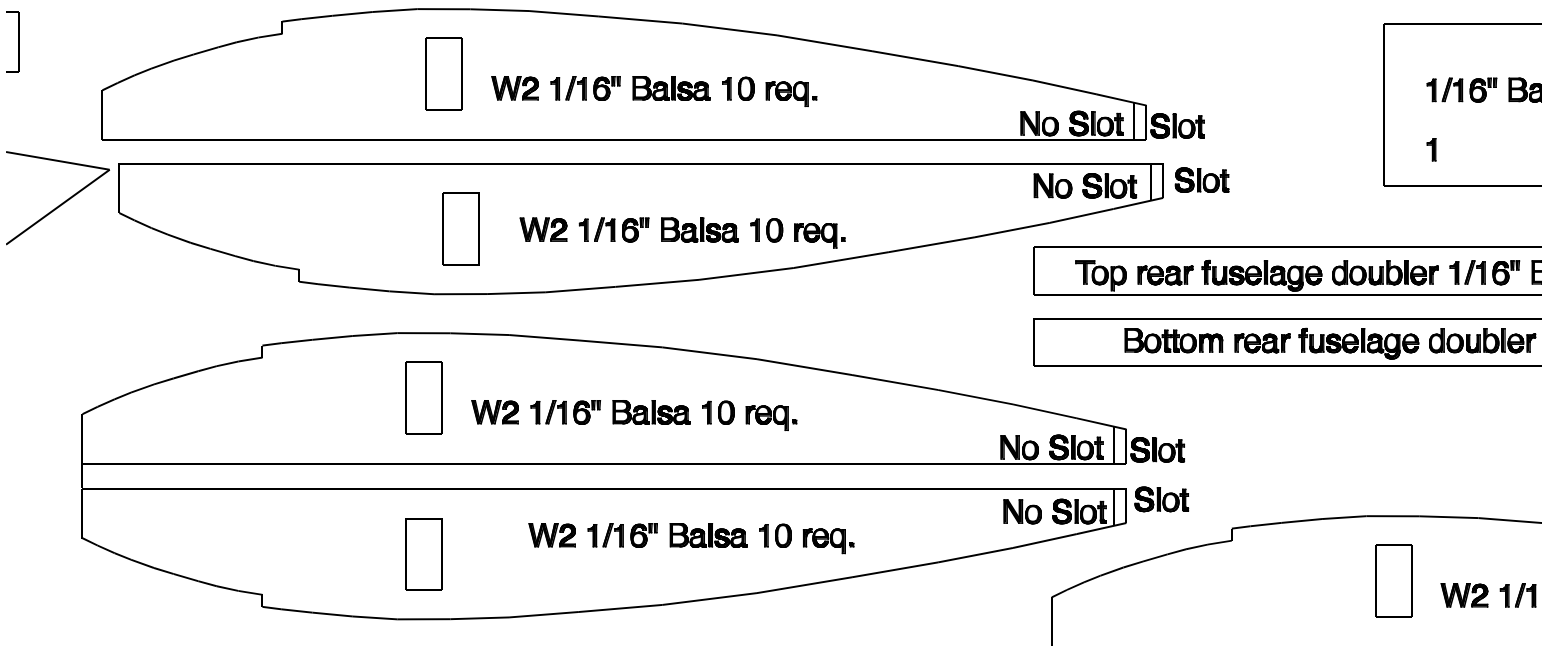 W2 1/16" Balsa 10 req.
1/16" Ba
No Slot Slot
1
No Slot Slot
W2 1/16" Balsa 10 req.
Top rear fuselage doubler 1/16"
Bottom rear fuselage doubler
W2 1/16" Balsa 10 req.
No Slot Slot
No Slot Slot
W2 1/16" Balsa 10 req.
W2 1/1